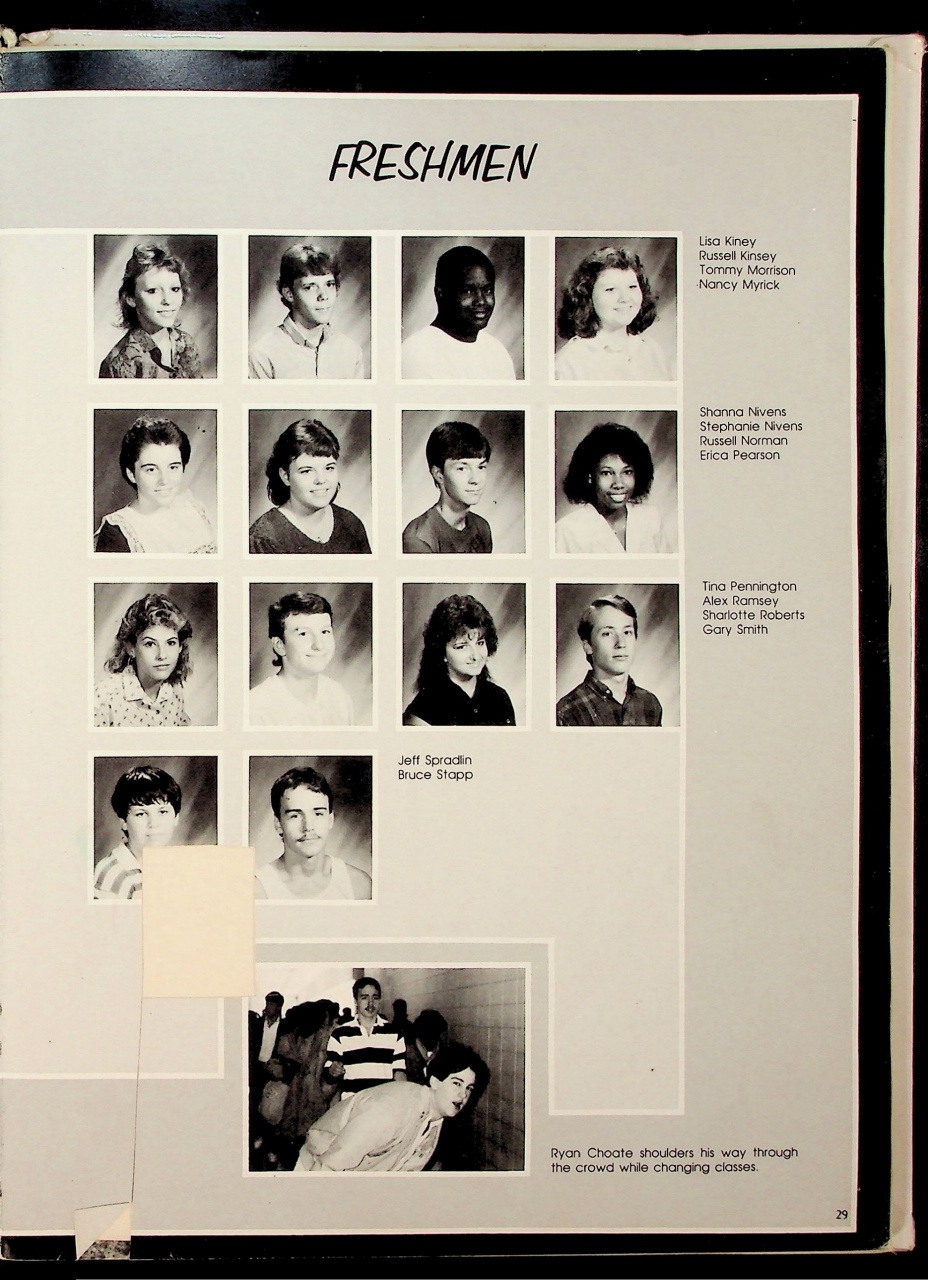 FRESHMEN
Lisa Kiney
Russell Kinsey
Tommy Morrison
Nancy Myrick
Shanna Nivens
Stephanie Nivens
Russell Norman
Erica Pearson
Tina Pennington
Alex Ramsey
Sharlotte Roberts
Gary Smith
Jeff Spradlin
Bruce Stapp
Ryan Choate shoulders his way through
the crowd while changing classes.
29